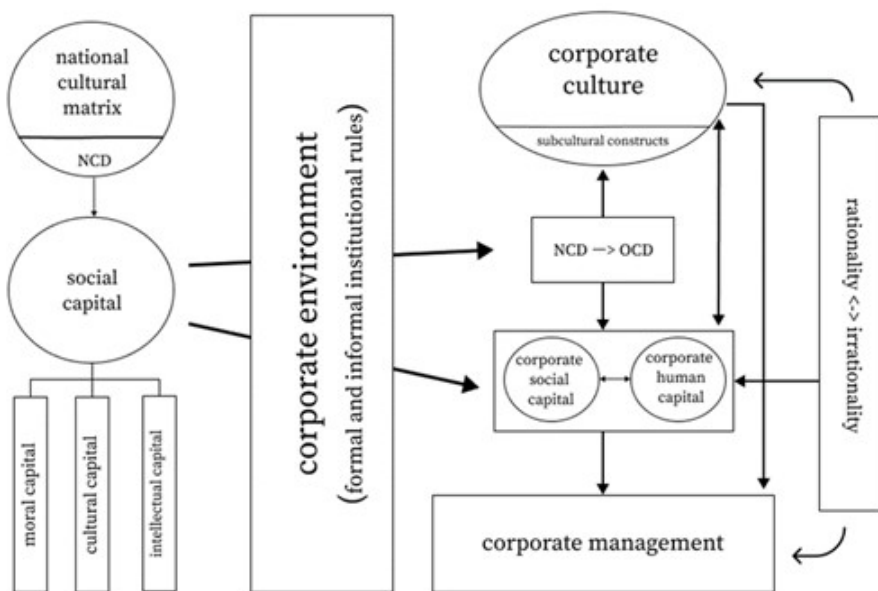 national
cultural
matrix
NCD
social
capital
moral capital
cultural capital
intellectual capital
corporate environment
(formal and informal institutional rules)
corporate
culture
subcultural constructs
NCD —> OCD
corporate
social
capital
corporate
human
capital
corporate management
rationality <-> irrationality